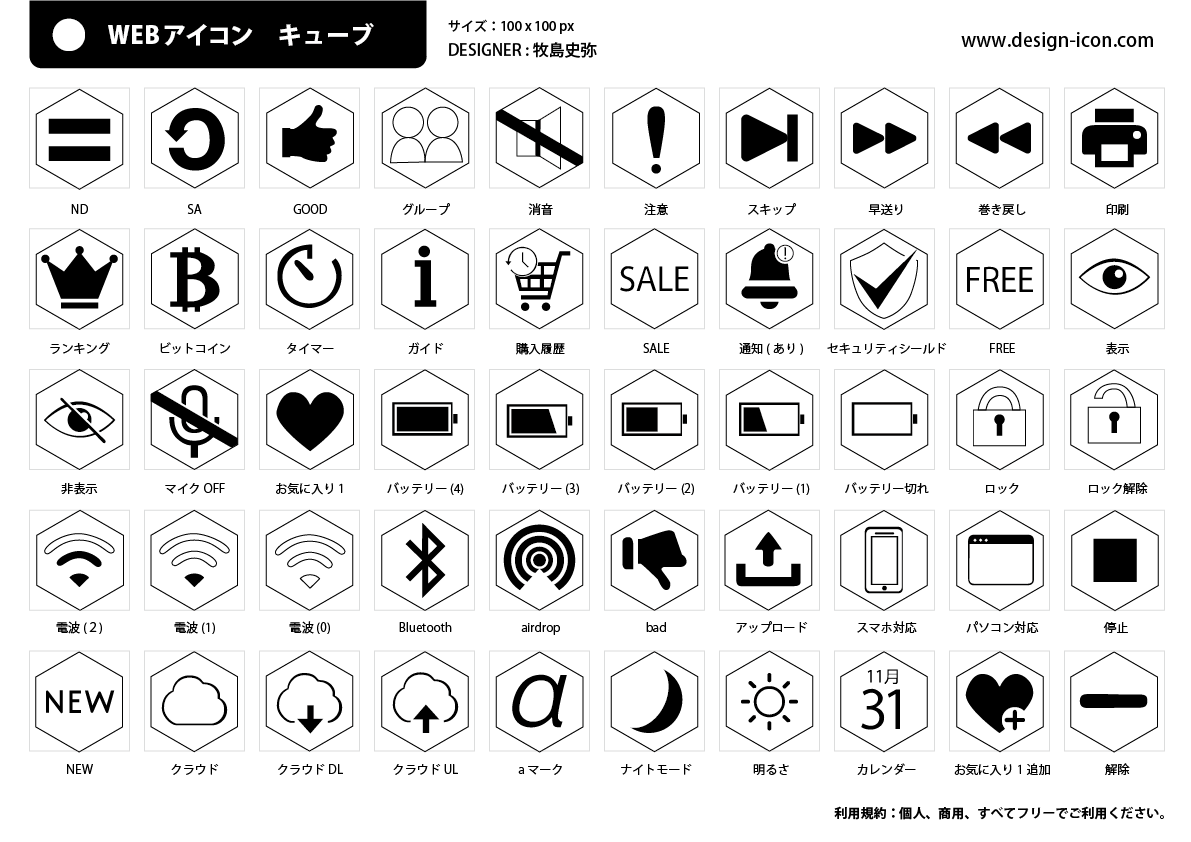 WEBアイコン　キューブ
サイズ：100 x 100 px
DESIGNER : 牧島史弥
www.design-icon.com
ND
SA
GOOD
グループ
消音
注意
スキップ
早送り
巻き戻し
印刷
SALE
FREE
ランキング
ビットコイン
タイマー
ガイド
購入履歴
SALE
通知 ( あり )
セキュリティシールド
FREE
表示
非表示
マイク OFF
お気に入り 1
バッテリー (4)
バッテリー (3)
バッテリー (2)
バッテリー (1)
バッテリー切れ
ロック
ロック解除
電波 ( 2 )
電波 (1)
電波 (0)
Bluetooth
airdrop
bad
アップロード
スマホ対応
パソコン対応
停止
NEW
a
11月
31
NEW
クラウド
クラウド DL
クラウド UL
a マーク
ナイトモード
明るさ
カレンダー
お気に入り 1 追加
解除
利用規約：個人、商用、すべてフリーでご利用ください。